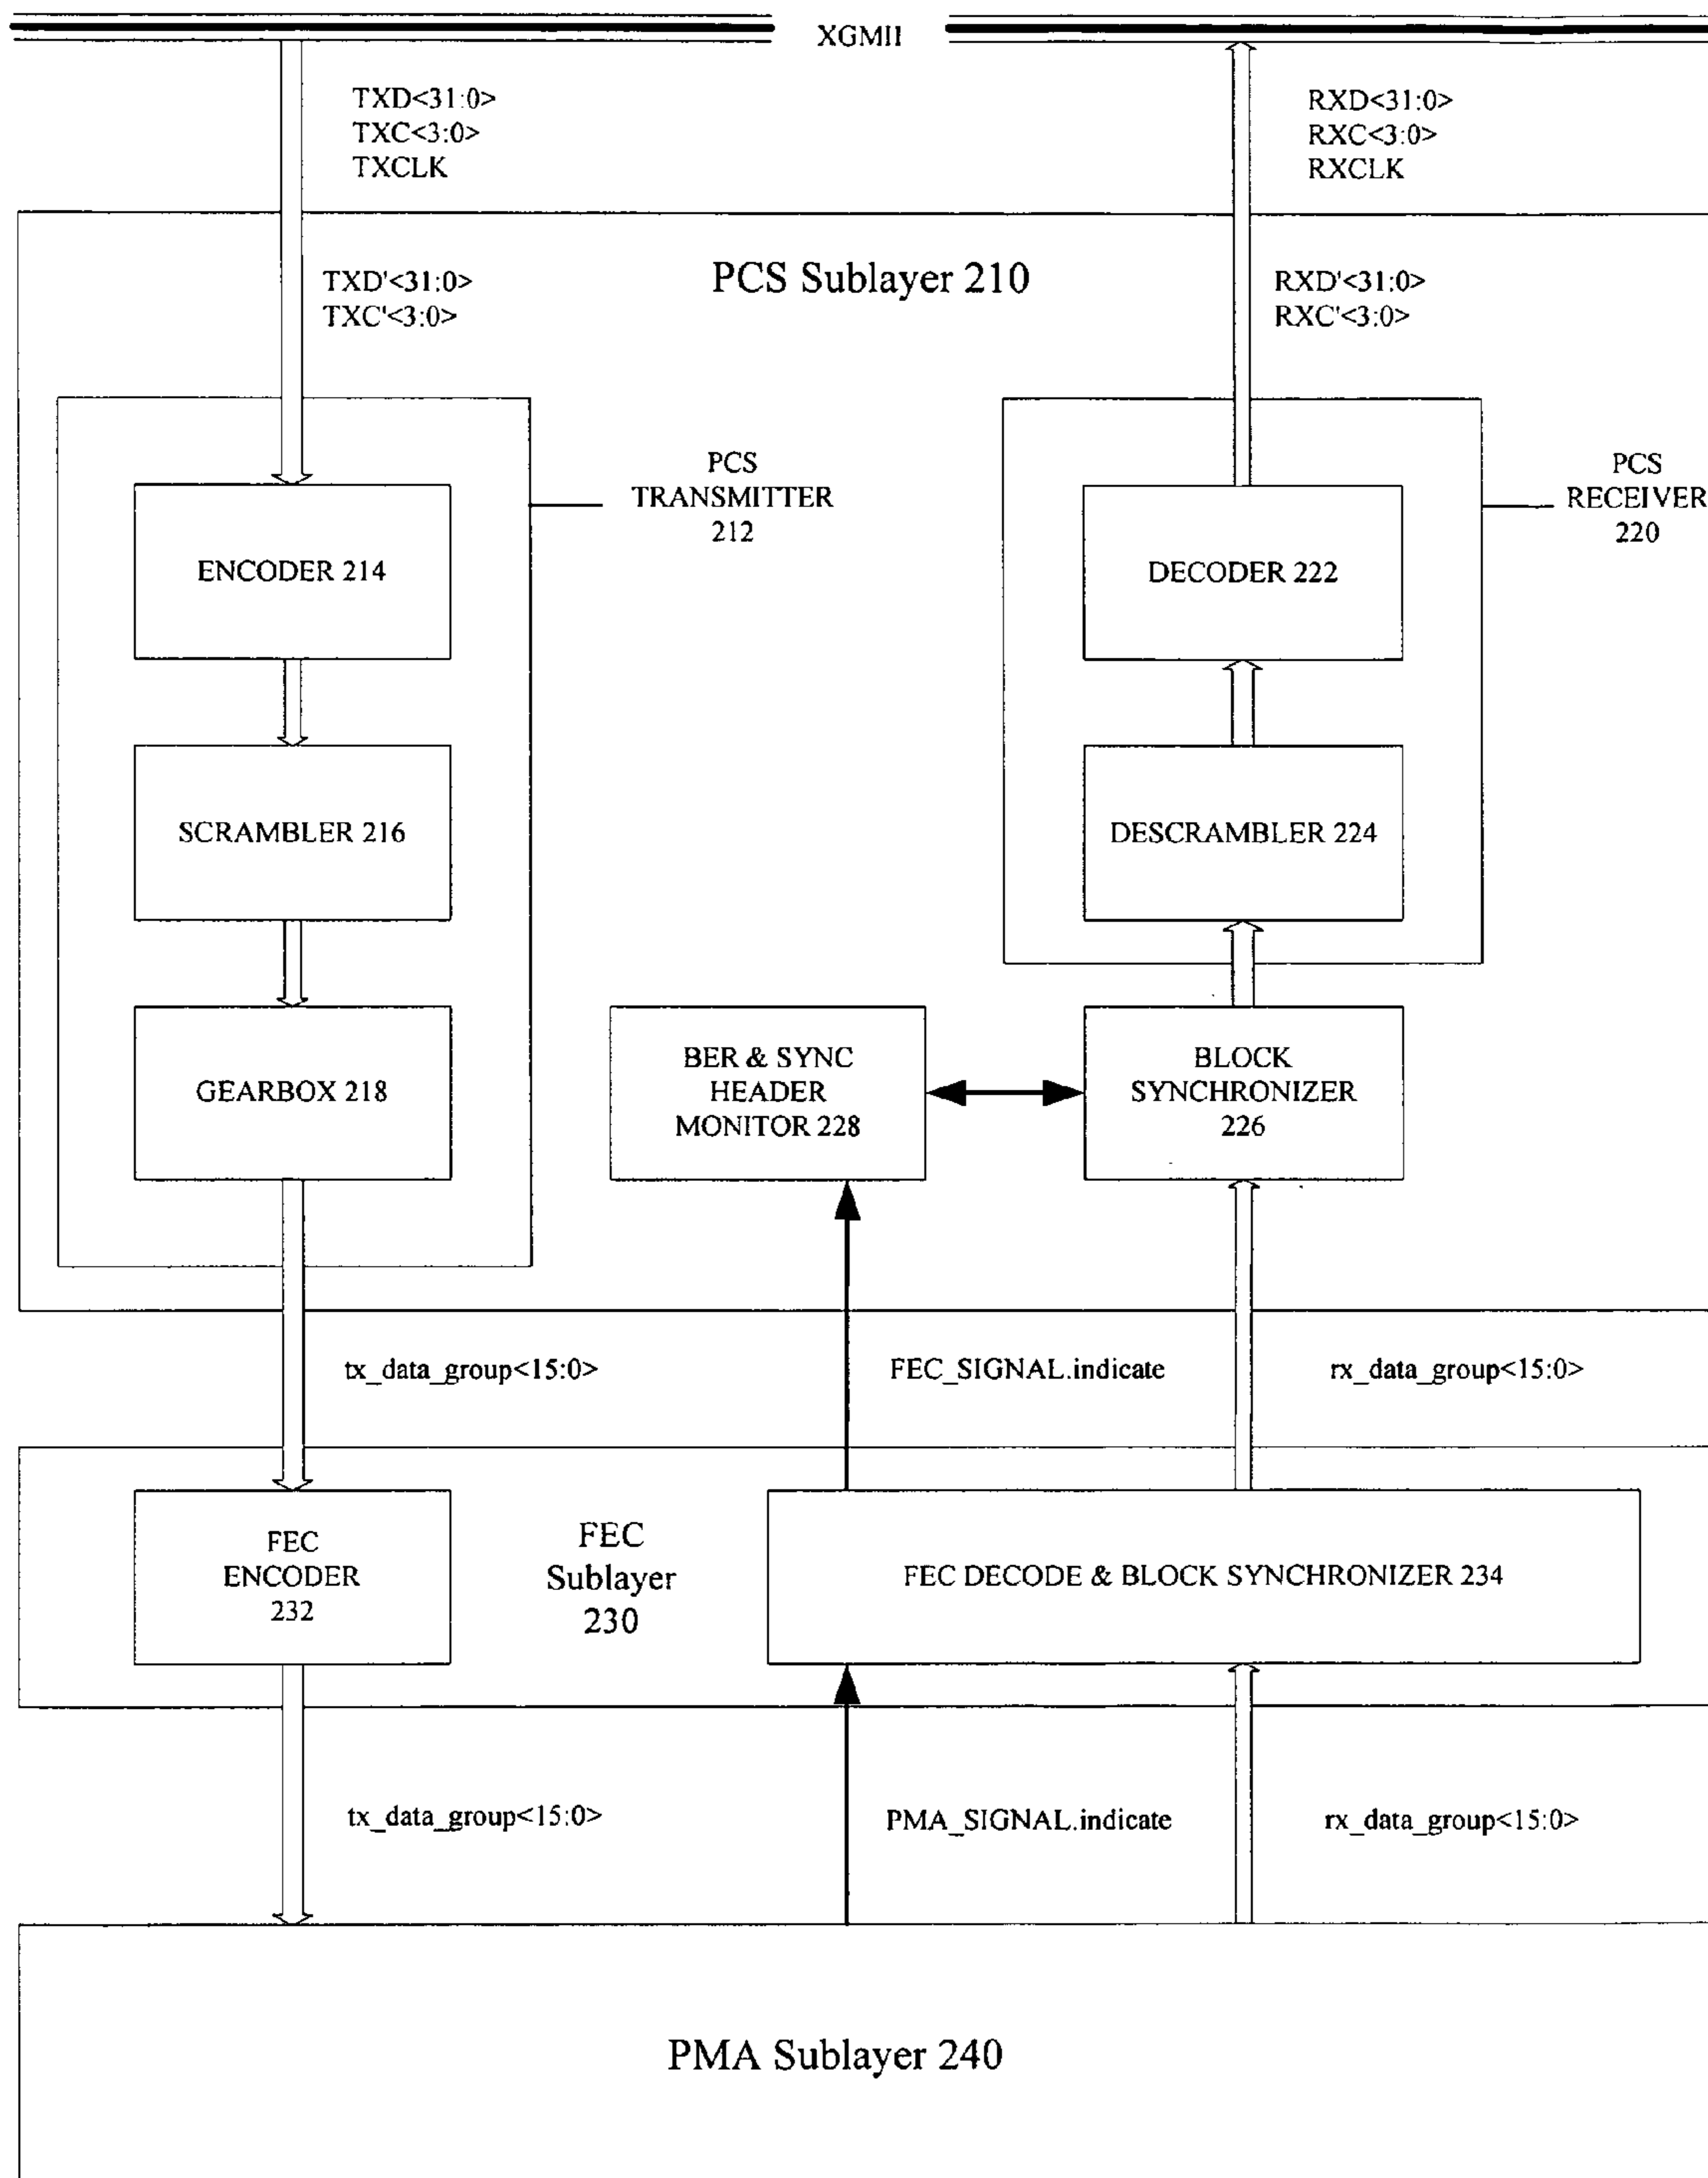 XGMII
TXD<31:0>
TXC<3:0>
TXCLK
RXD<31:0>
RXC<3:0>
RXCLK
PCS Sublayer 210
TXD'<31:0>
TXC'<3:0>
RXD'<31:0>
RXC'<3:0>
PCS
TRANSMITTER
212
PCS
RECEIVER
220
ENCODER 214
DECODER 222
SCRAMBLER 216
DESCRAMBLER 224
GEARBOX 218
BER & SYNC
HEADER
MONITOR 228
BLOCK
SYNCHRONIZER
226
tx_data_group<15:0>
FEC_SIGNAL.indicate
rx_data_group<15:0>
FEC
ENCODER
232
FEC
Sublayer
230
FEC DECODE & BLOCK SYNCHRONIZER 234
tx_data_group<15:0>
PMA_SIGNAL.indicate
rx_data_group<15:0>
PMA Sublayer 240